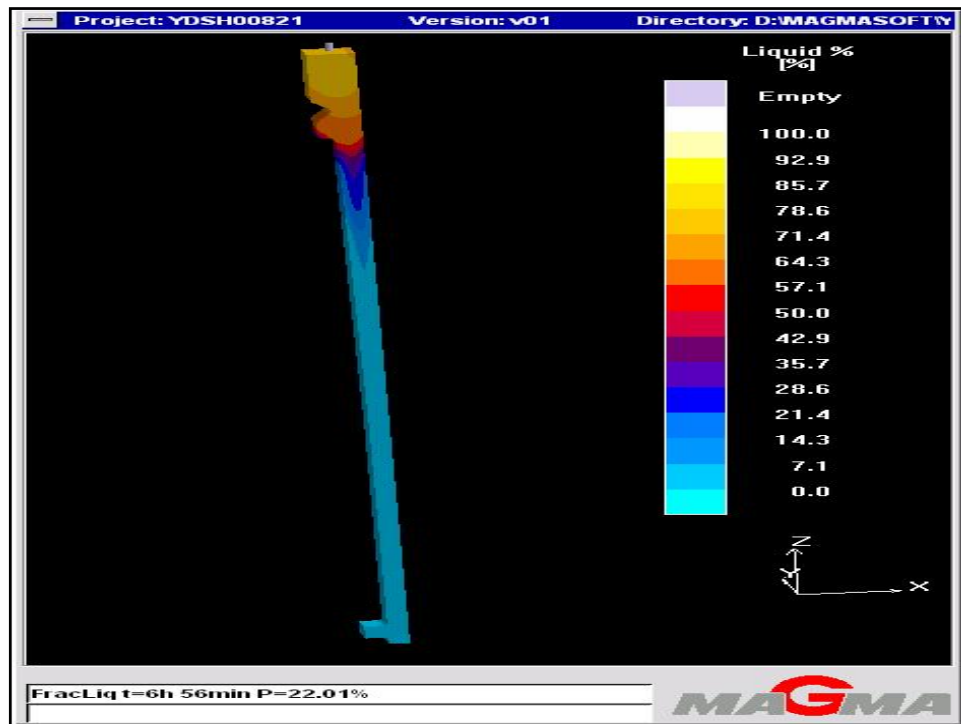 Project: YDSH00821 Version: v01 Directory: D:\MAGMASOFT\Y
Liquid %
[%]
Empty
100.0
92.9
85.7
78.6
71.4
64.3
57.1
50.0
42.9
35.7
28.6
21.4
14.3
7.1
0.0
Z
Y
X
FracLiq t=6h 56min P=22.01%
MAGMA